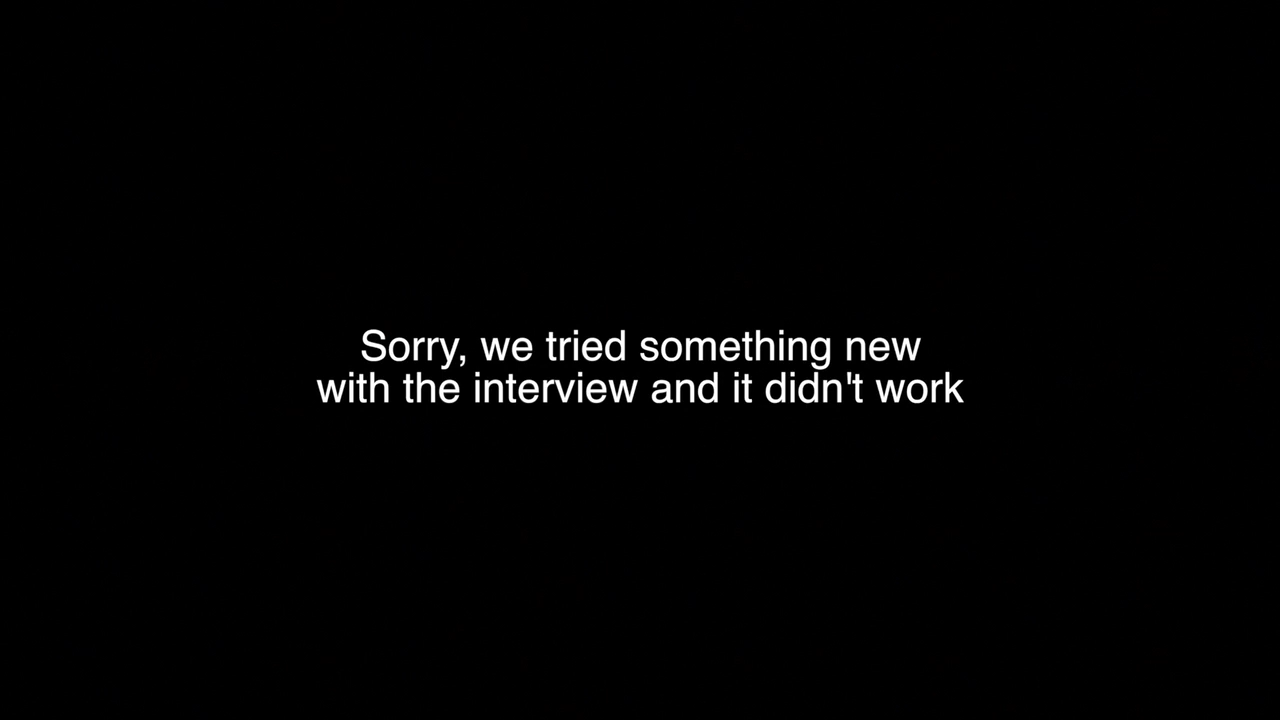 Sorry, we tried something new
with the interview and it didn't work